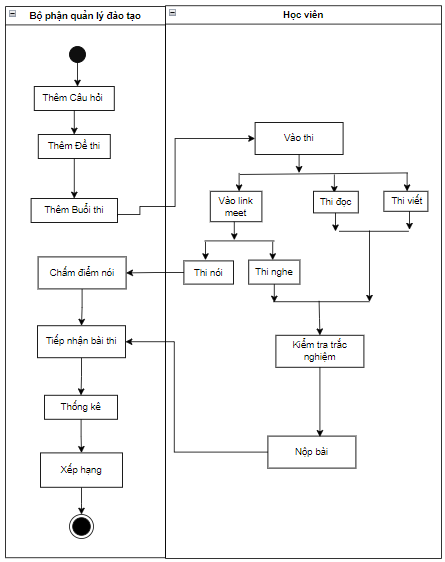 Bộ phận quản lý đào tạo
Học viên
Thêm Câu hỏi
Thêm Đề thi
Thêm Buổi thi
Vào thi
Vào link
meet
Thi đọc
Thi viết
Chấm điểm nói
Thi nói
Thi nghe
Tiếp nhận bài thi
Kiểm tra trắc
nghiệm
Thống kê
Nộp bài
Xếp hạng